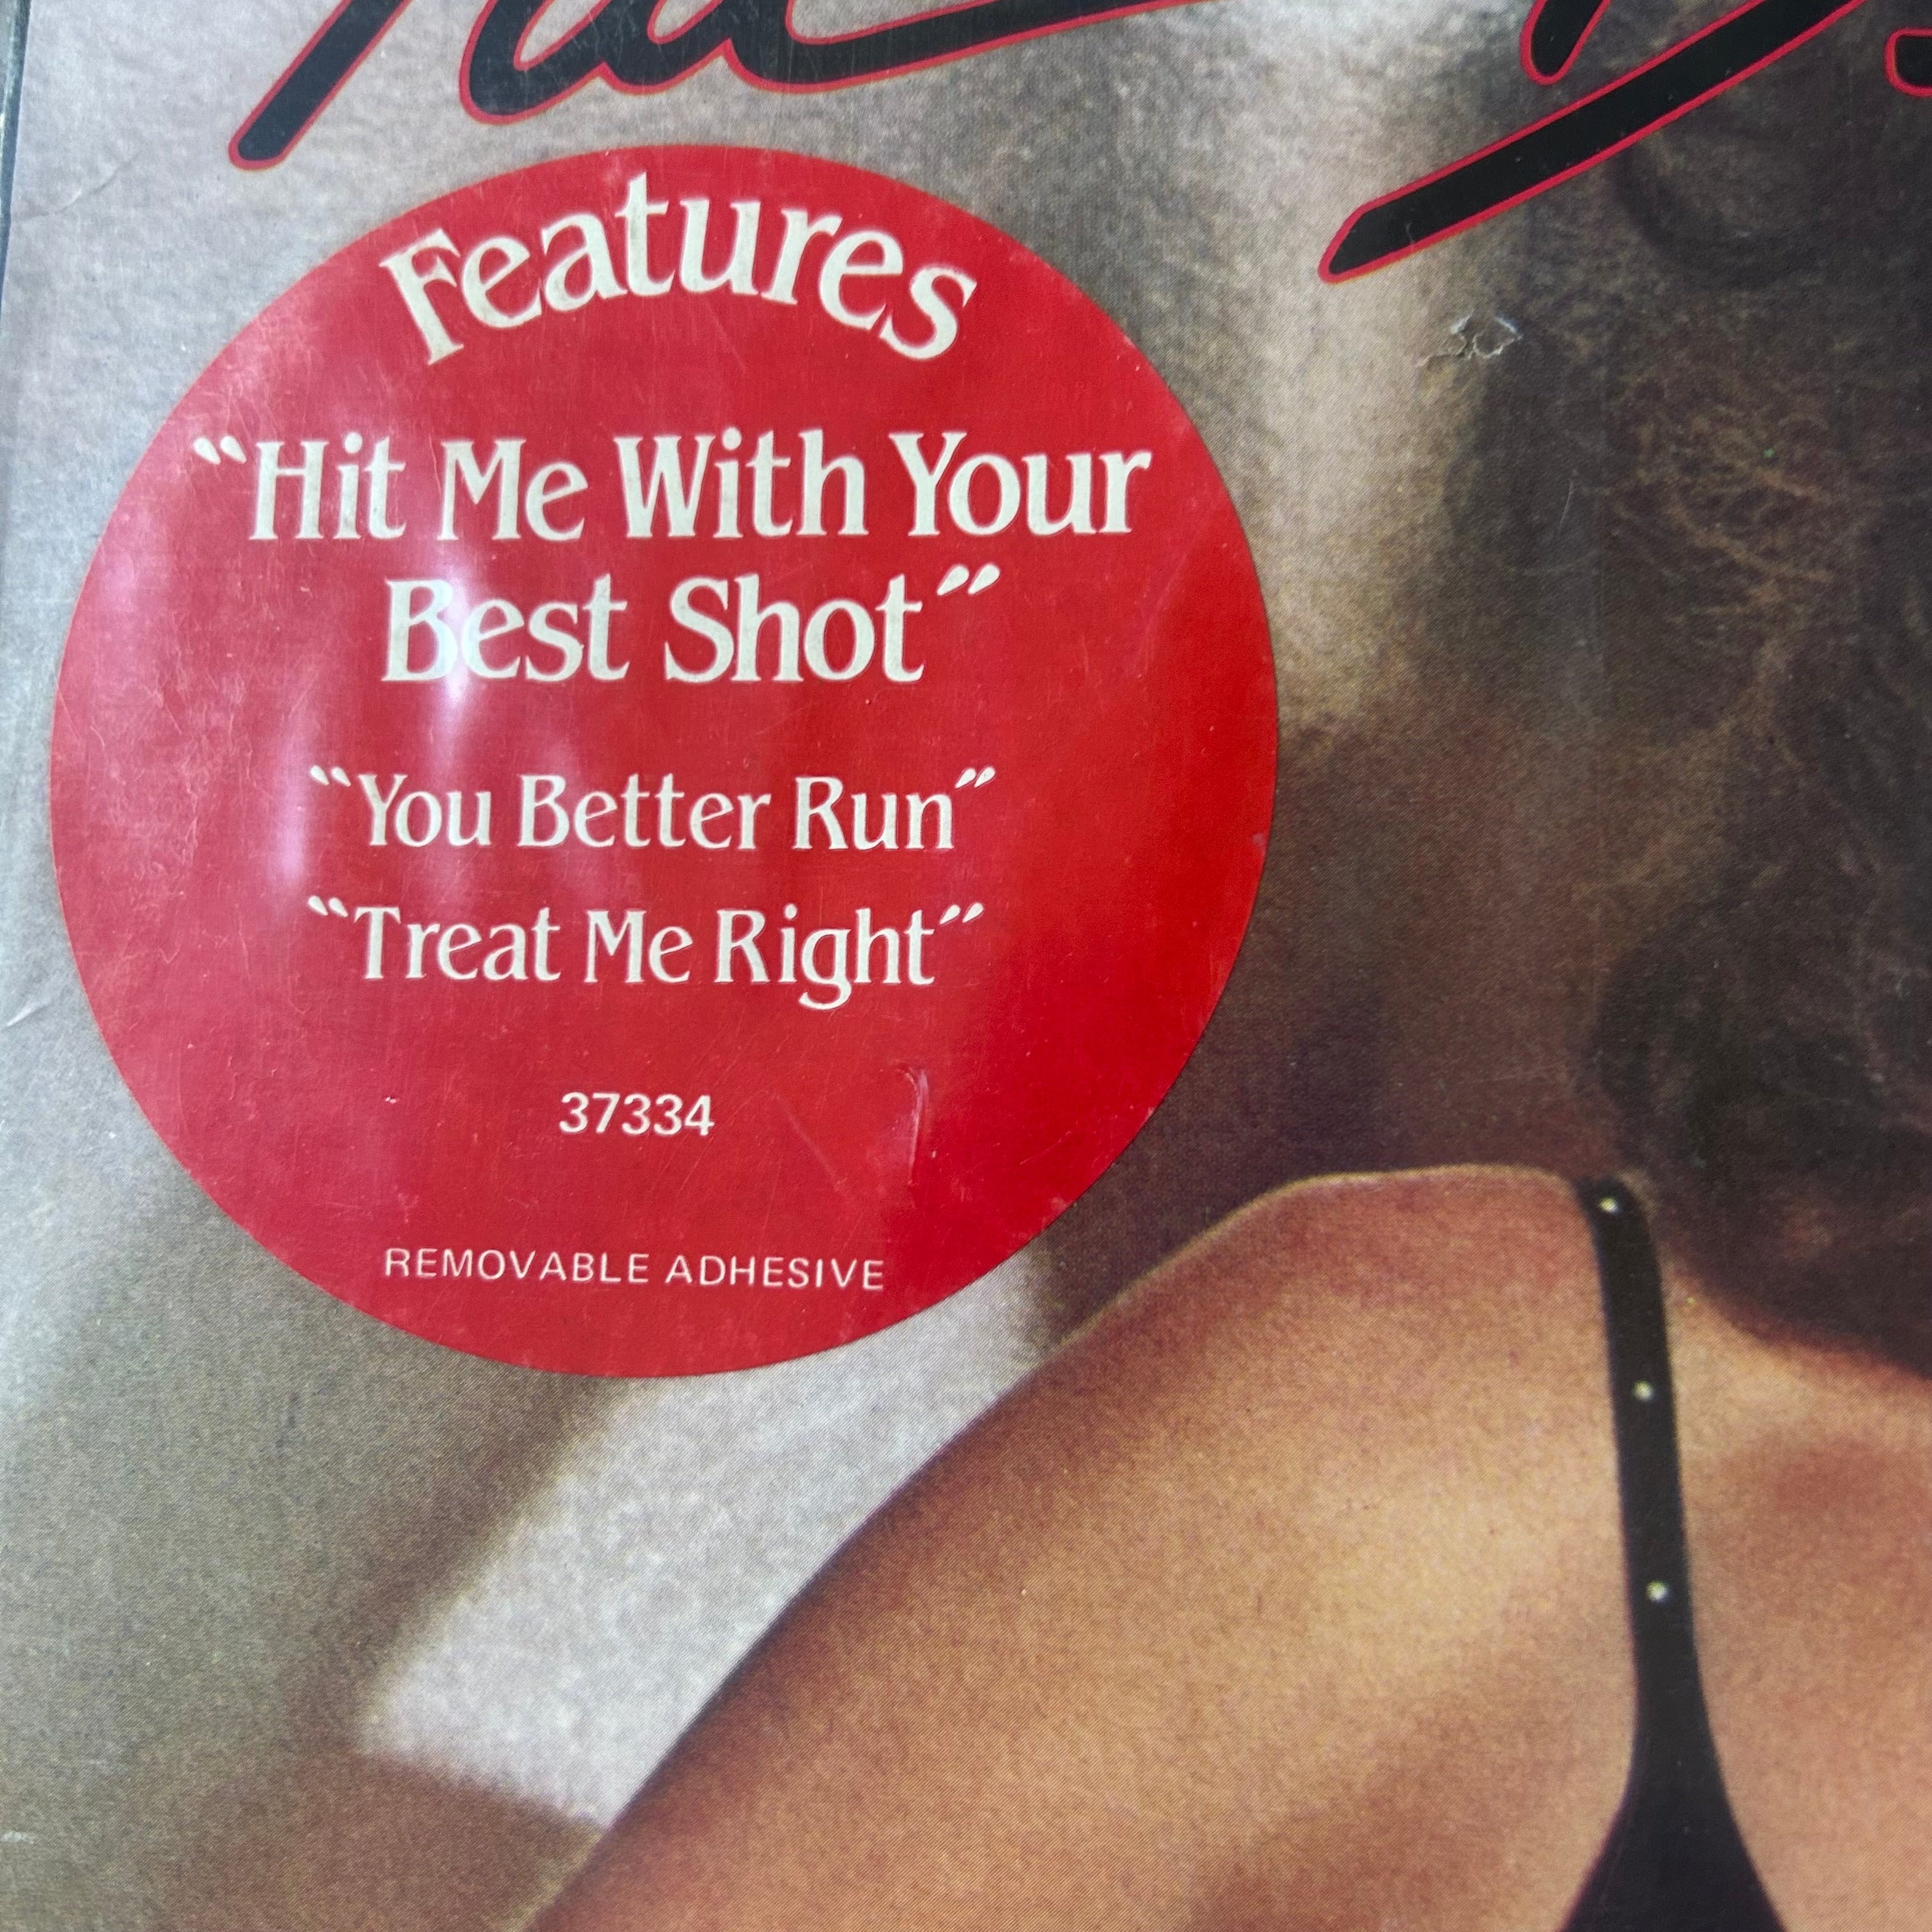 Features
“Hit Me With Your
Best Shot”
“You Better Run”
“Treat Me Right”
37334
REMOVABLE ADHESIVE